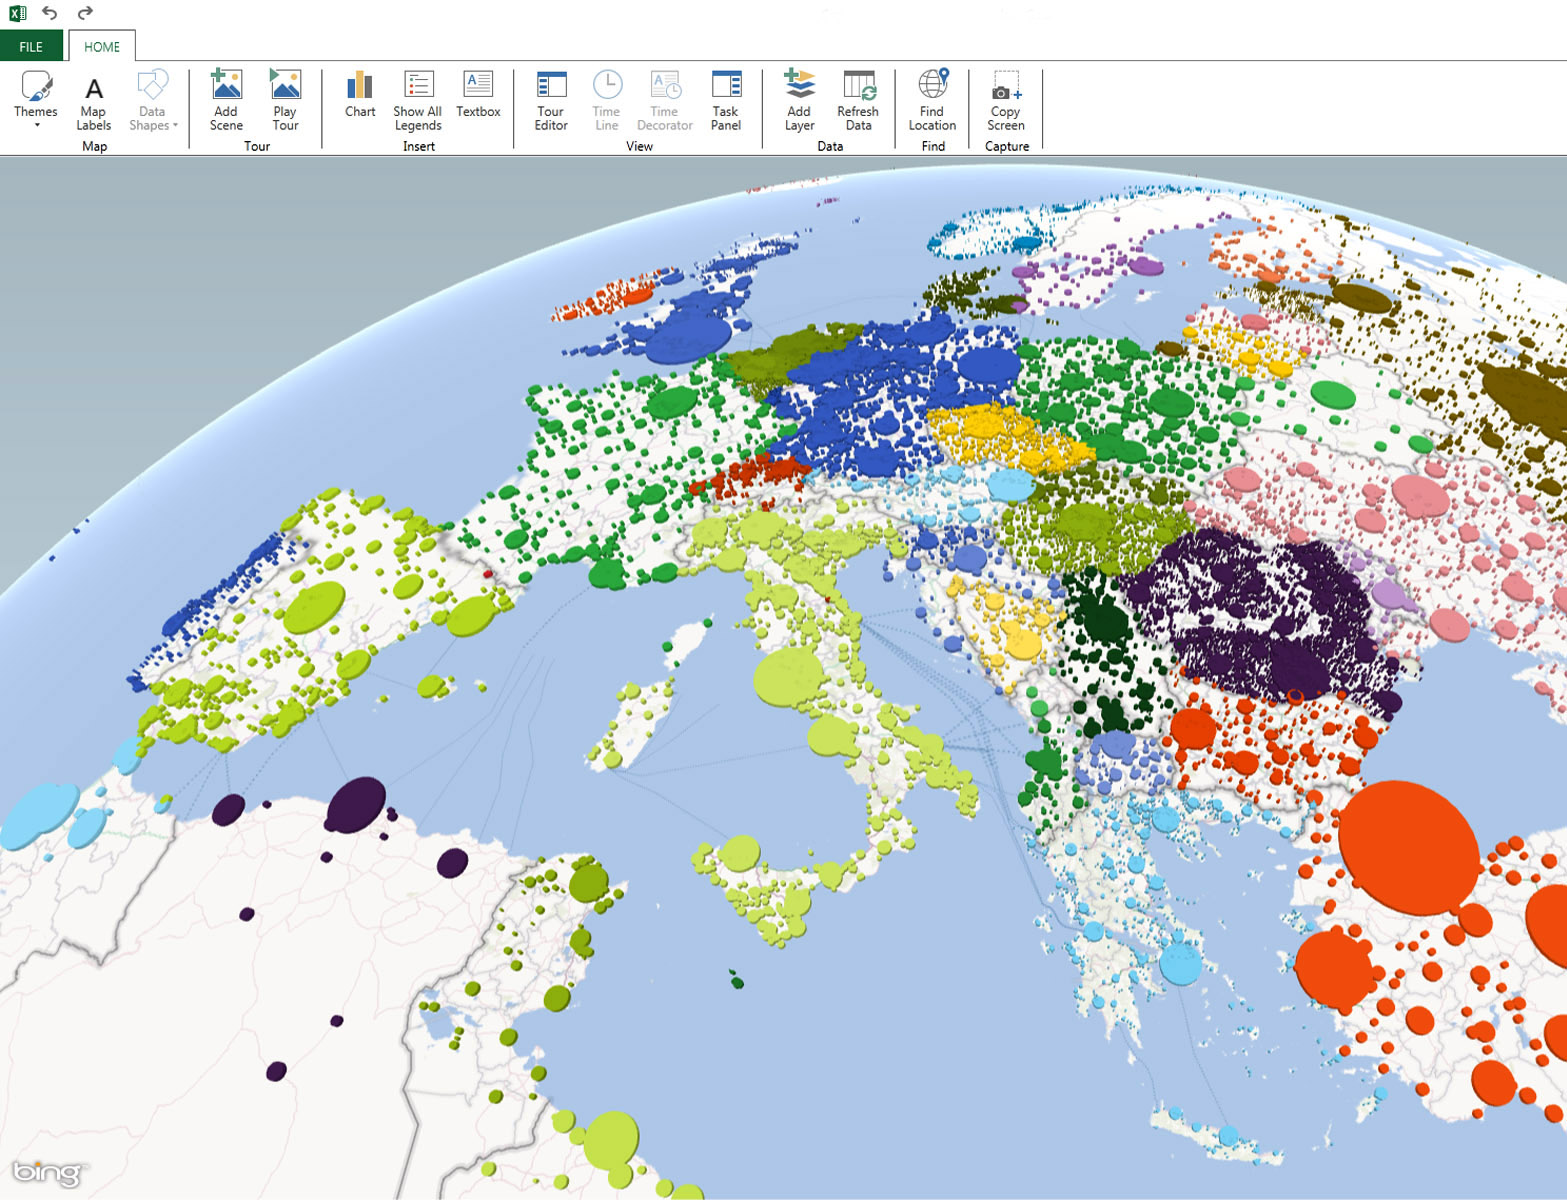 FILE
HOME
Themes
Map
Labels
Data
Shapes
Map
Add
Scene
Play
Tour
Tour
Chart
Show All
Legends
Textbox
Insert
Tour
Editor
Time
Line
Time
Decorator
Task
Panel
View
Add
Layer
Refresh
Data
Data
Find
Location
Find
Copy
Screen
Capture
bing